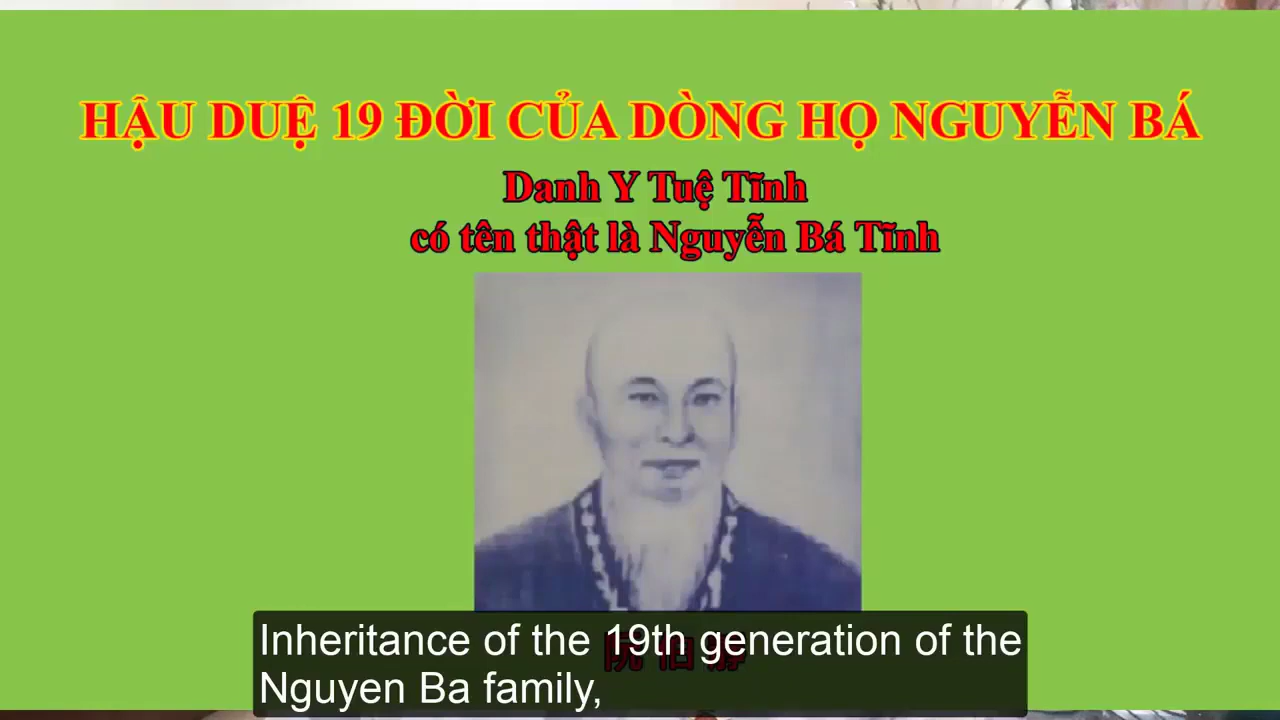 HẬU DUỆ 19 ĐỜI CỦA DÒNG HỌ NGUYỄN BÁ
Danh Y Tuệ Tĩnh
có tên thật là Nguyễn Bá Tĩnh
Inheritance of the 19th generation of the
Nguyen Ba family,